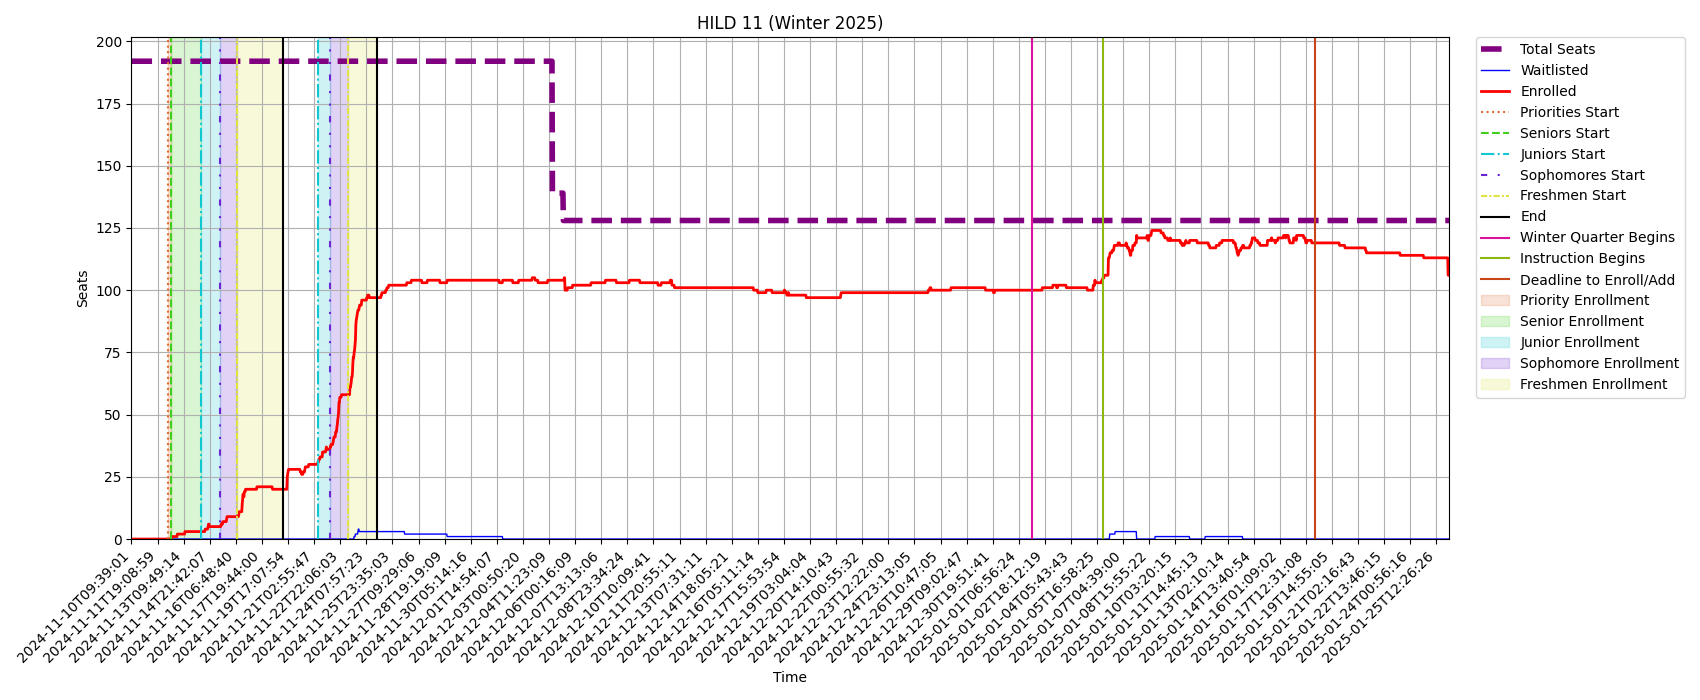 HILD 11 (Winter 2025)
200
175
150
125
100
75
50
25
0
Seats
2024-11-10T09:39:01
2024-11-11T19:08:59
2024-11-13T09:49:14
2024-11-14T21:42:07
2024-11-16T06:48:40
2024-11-17T19:44:00
2024-11-19T17:07:54
2024-11-21T02:55:47
2024-11-22T22:06:03
2024-11-24T07:57:23
2024-11-25T23:35:03
2024-11-27T09:29:06
2024-11-28T19:19:09
2024-11-30T05:14:16
2024-12-01T14:54:07
2024-12-03T00:50:20
2024-12-04T11:23:09
2024-12-06T00:16:09
2024-12-07T13:13:06
2024-12-08T23:34:24
2024-12-10T10:09:41
2024-12-11T20:55:11
2024-12-13T07:31:11
2024-12-14T18:05:21
2024-12-16T05:11:14
2024-12-17T15:53:54
2024-12-19T03:04:04
2024-12-20T14:10:43
2024-12-22T00:55:32
2024-12-23T12:22:00
2024-12-24T23:13:05
2024-12-26T10:47:05
2024-12-29T09:02:47
2024-12-30T19:51:41
2025-01-01T06:56:24
2025-01-02T18:12:19
2025-01-04T05:43:43
2025-01-05T16:58:25
2025-01-07T04:39:00
2025-01-08T15:55:22
2025-01-10T03:20:15
2025-01-11T14:45:13
2025-01-13T02:10:14
2025-01-14T13:40:54
2025-01-16T01:09:02
2025-01-17T12:31:08
2025-01-19T14:55:05
2025-01-21T02:16:43
2025-01-22T13:46:15
2025-01-24T00:56:16
2025-01-25T12:26:26
Time
Total Seats
Waitlisted
Enrolled
Priorities Start
Seniors Start
Juniors Start
Sophomores Start
Freshmen Start
End
Winter Quarter Begins
Instruction Begins
Deadline to Enroll/Add
Priority Enrollment
Senior Enrollment
Junior Enrollment
Sophomore Enrollment
Freshmen Enrollment